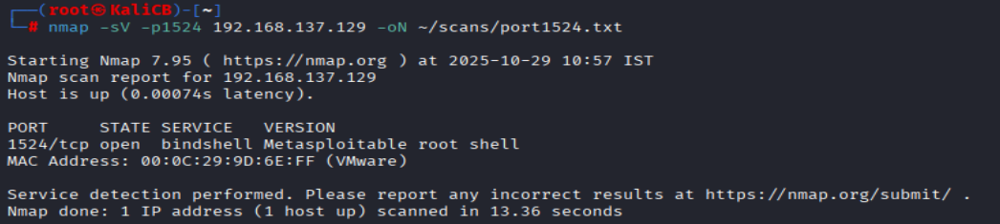 ┌──(root㉿KaliCB)-[~]
└─# nmap -sV -p1524 192.168.137.129 -oN ~/scans/port1524.txt
Starting Nmap 7.95 ( https://nmap.org ) at 2025-10-29 10:57 IST
Nmap scan report for 192.168.137.129
Host is up (0.00074s latency).
PORT     STATE SERVICE   VERSION
1524/tcp open  bindshell Metasploitable root shell
MAC Address: 00:0C:29:9D:6E:FF (VMware)
Service detection performed. Please report any incorrect results at https://nmap.org/submit/ .
Nmap done: 1 IP address (1 host up) scanned in 13.36 seconds